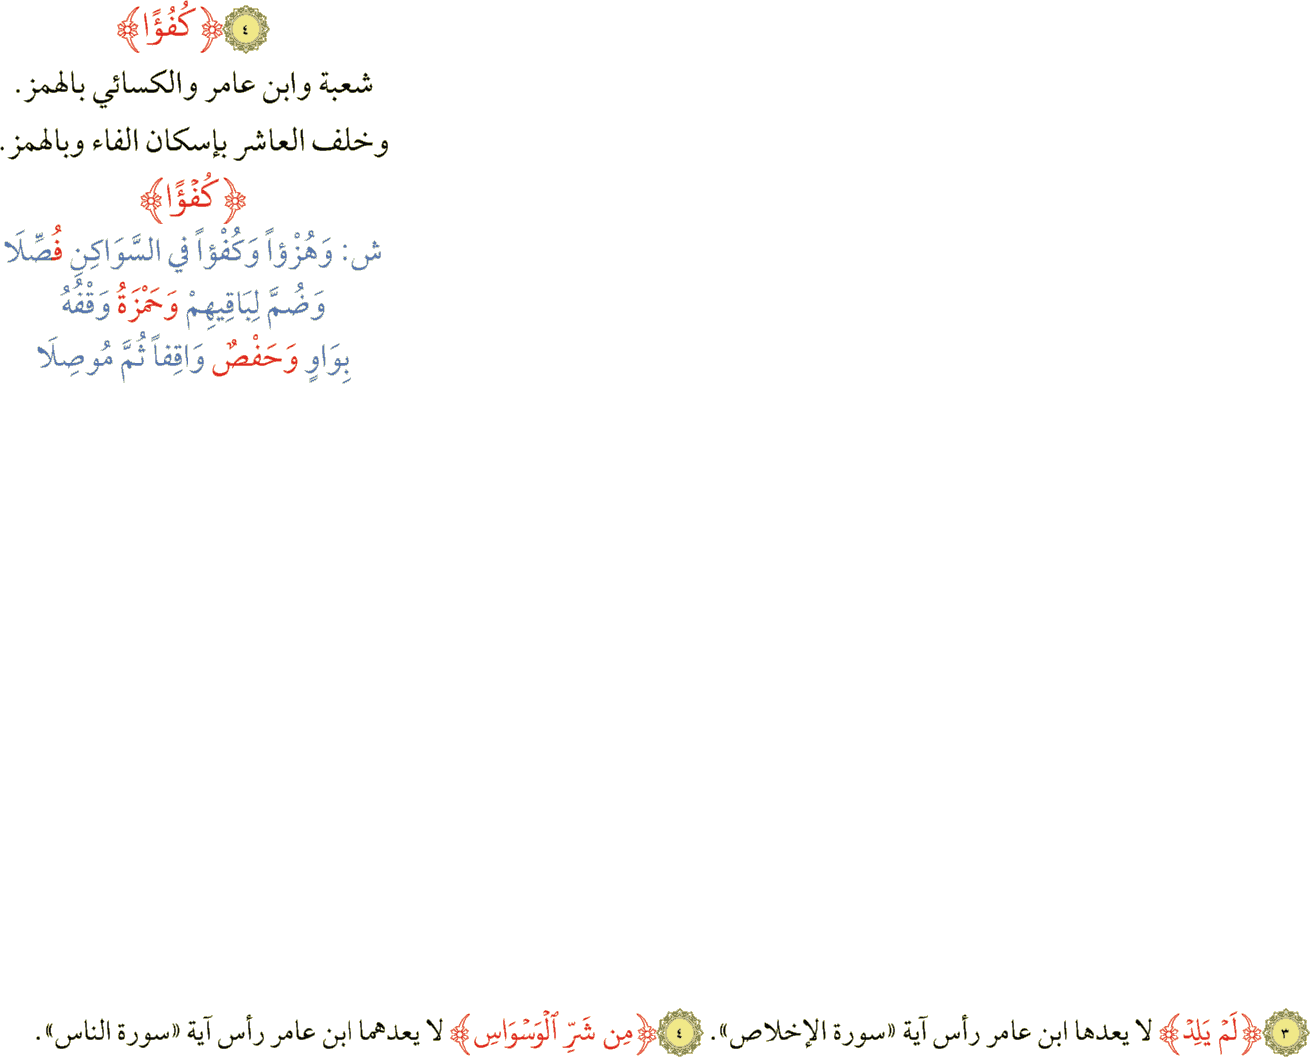 ٤ ﴿كُفُؤًا﴾
شعبة وابن عامر والكسائي بالهمز.
وخلف العاشر بإسكان الفاء وبالهمز.
﴿كُفۡؤًا﴾
ش: وَهُزْؤاً وَكُفْؤاً في السَّوَاكِنِ فُصِّلَا
وَضُمَّ لِبَاقِيهِمْ وَحَمْزَةُ وَقْفُهُ
بِوَاوٍ وَحَفْصٌ وَاقِفاً ثُمَّ مُوصِلَا
٣ ﴿لَمۡ يَلِدۡ﴾ لا يعدها ابن عامر رأس آية «سورة الإخلاص». ٤ ﴿مِن شَرِّ ٱلۡوَسۡوَاسِ﴾ لا يعدهما ابن عامر رأس آية «سورة الناس».